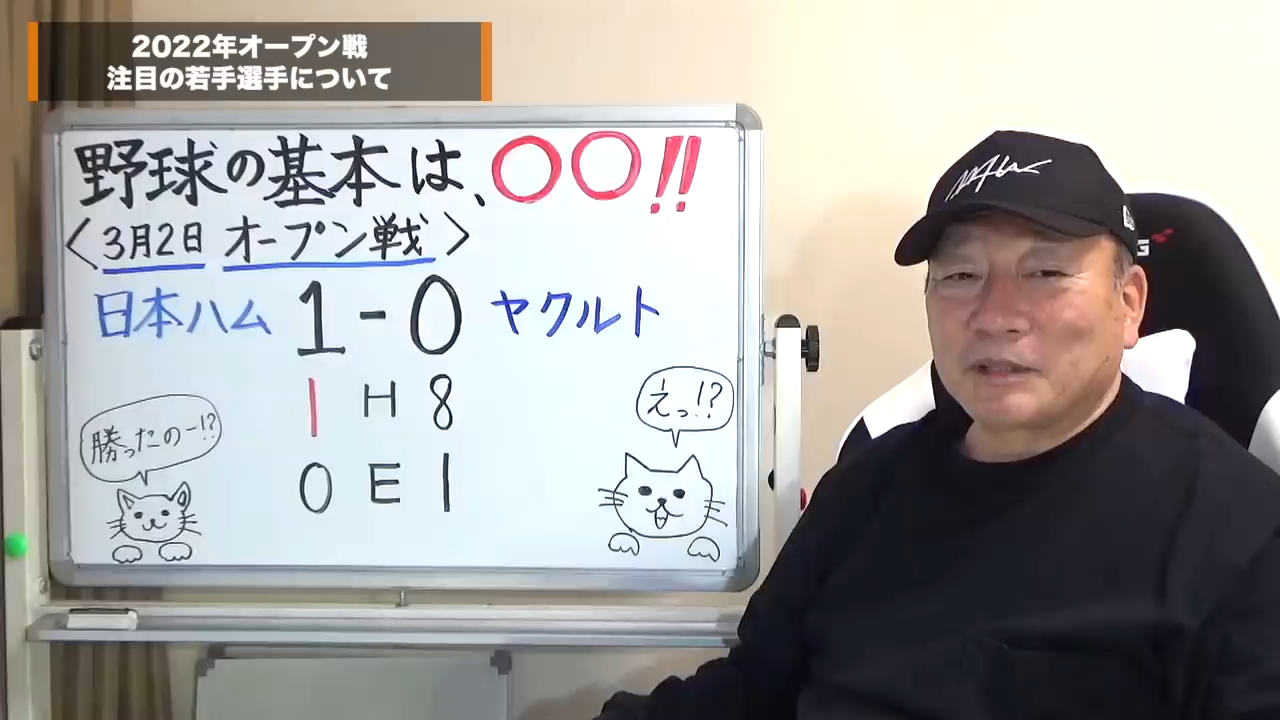 2022年オープン戦
注目の若手選手について
野球の基本は、〇〇!!
<3月2日 オープン戦>
日本ハム 1-0 ヤクルト
1 H 8
0 E 1
勝ったのー!?
えっ!?
G